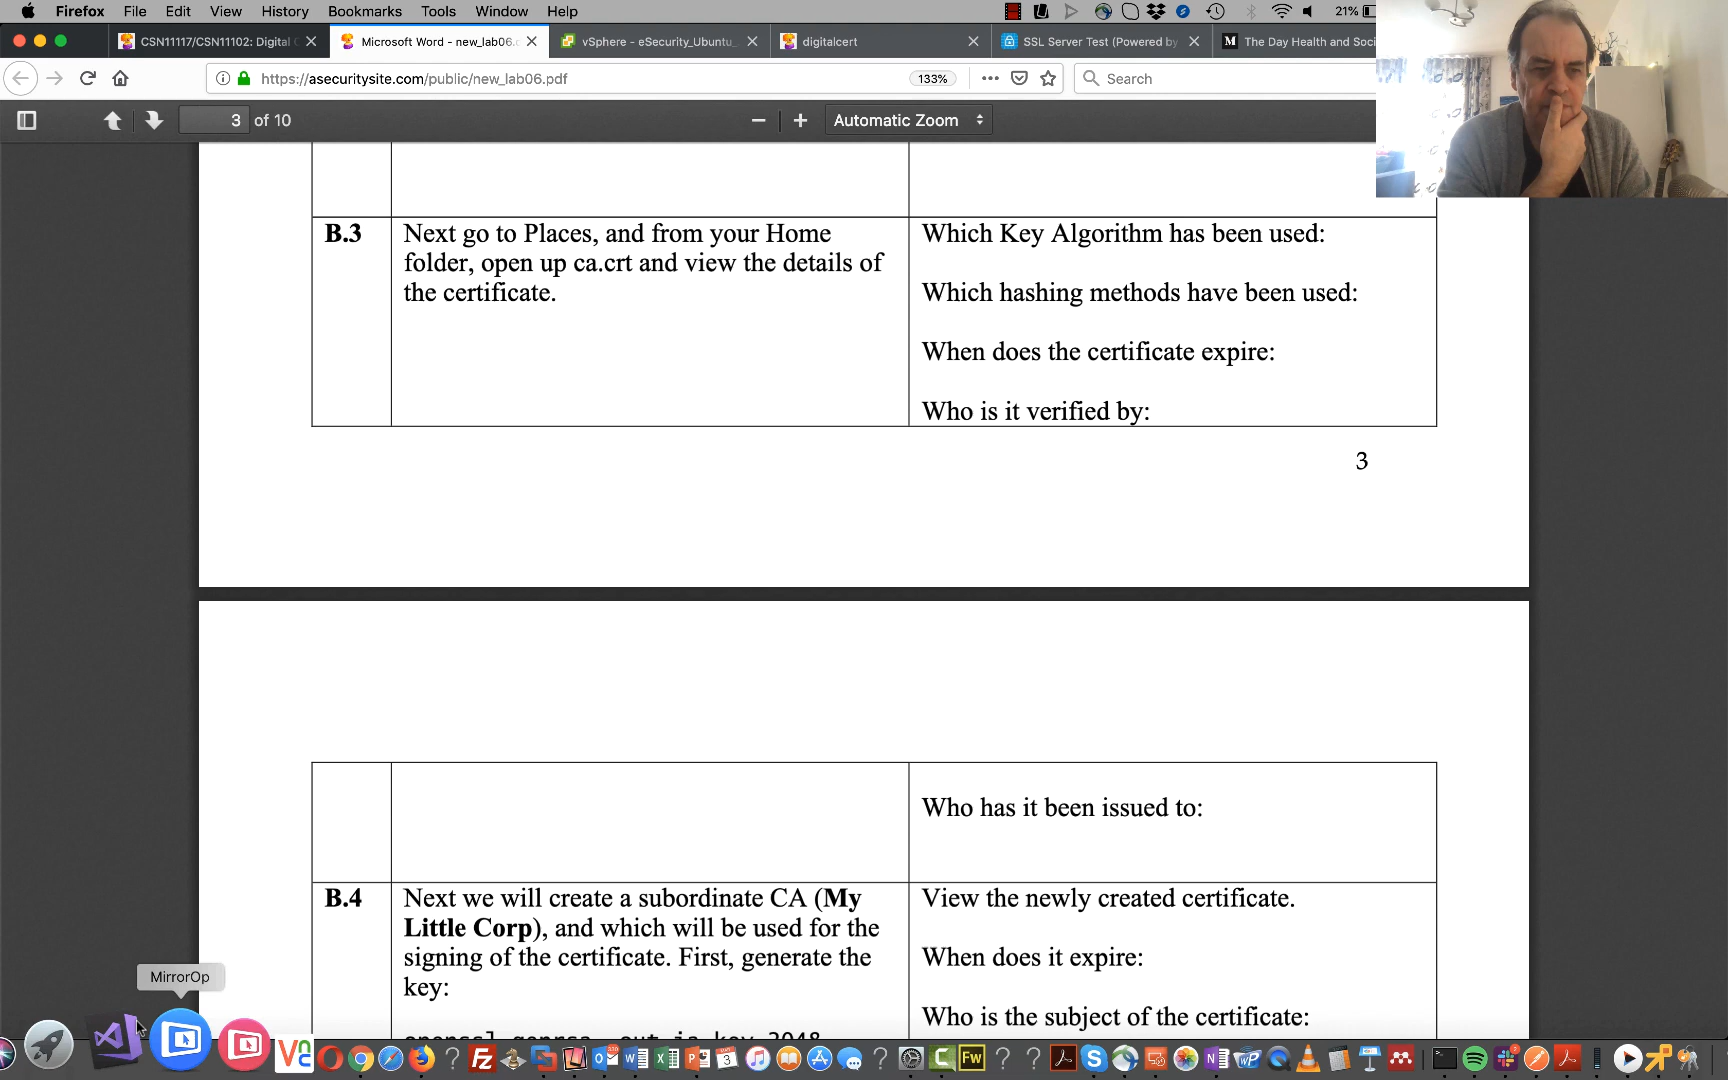 Firefox File Edit View History Bookmarks Tools Window Help 21%
CSN11117/CSN11102: Digital C
Microsoft Word - new_lab06.c
vSphere - eSecurity_Ubuntu_
digitalcert
SSL Server Test (Powered by
M The Day Health and Soci
https://asecuritysite.com/public/new_lab06.pdf 133% Search
3 of 10 Automatic Zoom
B.3 Next go to Places, and from your Home
folder, open up ca.crt and view the details of
the certificate.
Which Key Algorithm has been used:
Which hashing methods have been used:
When does the certificate expire:
Who is it verified by:
3
Who has it been issued to:
B.4 Next we will create a subordinate CA (My
Little Corp), and which will be used for the
signing of the certificate. First, generate the
key:
View the newly created certificate.
When does it expire:
Who is the subject of the certificate:
MirrorOp